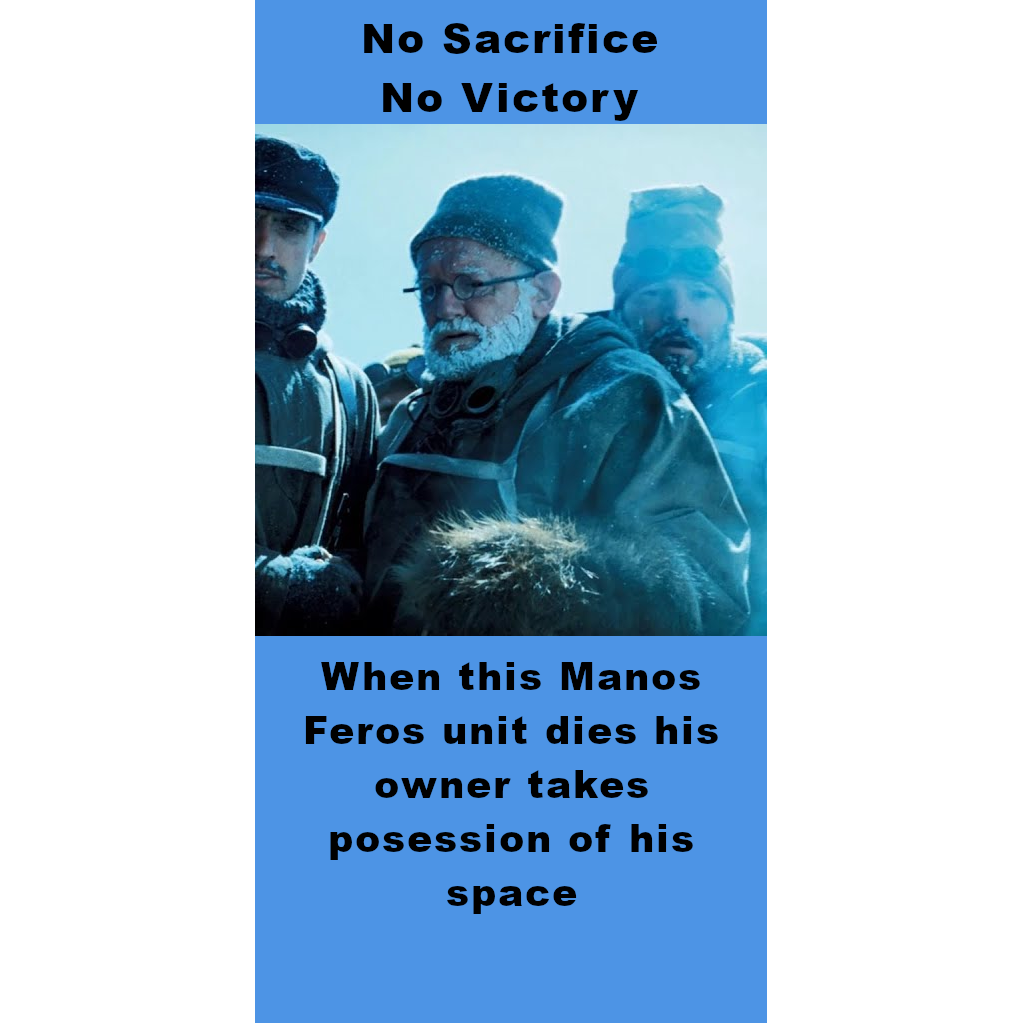 No Sacrifice
No Victory
When this Manos
Feros unit dies his
owner takes
posession of his
space